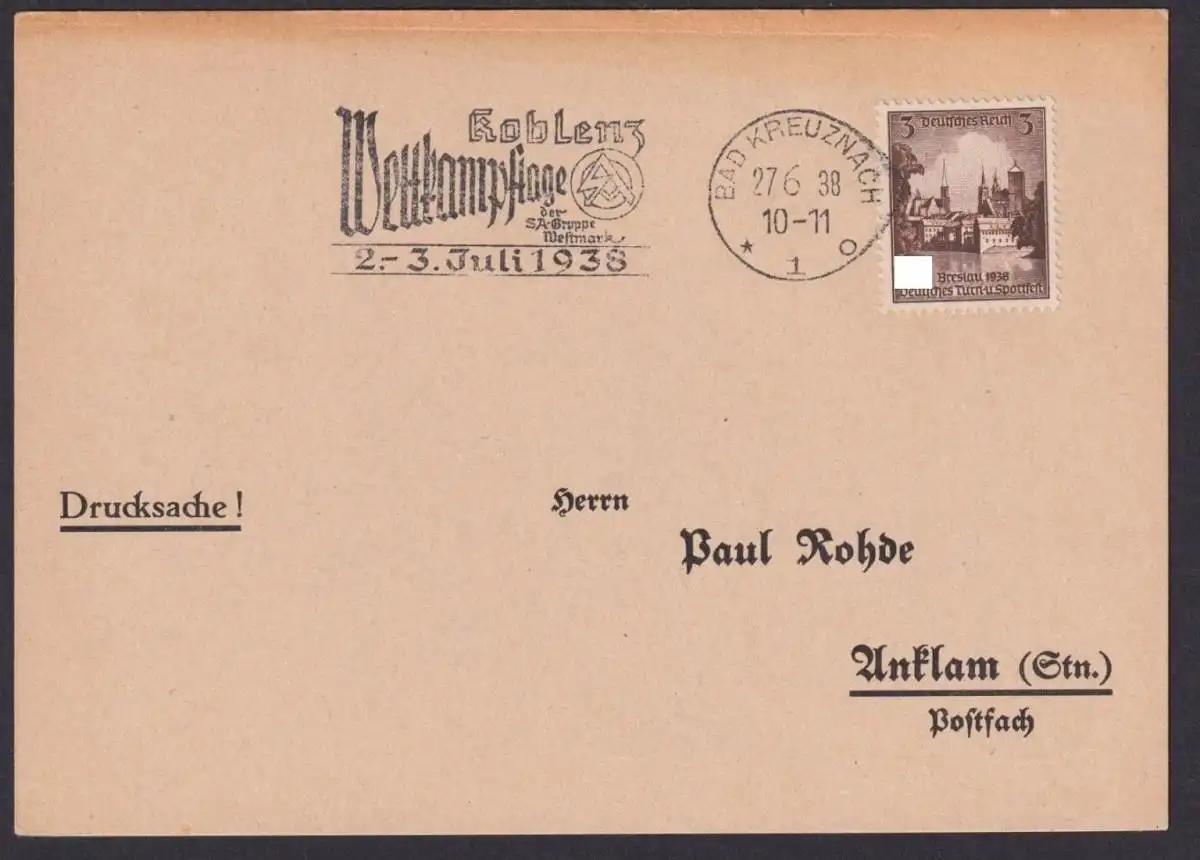 Koblenz
Wettkampftage
der
SA-Gruppe
Westmark
2.-3. Juli 1938
BAD KREUZNACH
27.6 38
10-11
* 1 o
3 Deutsches Reich 3
Breslau 1938
Deutsches Turn-u. Sportfest
Drucksache!
Herrn
Paul Rohde
Anklam (Stn.)
Postfach